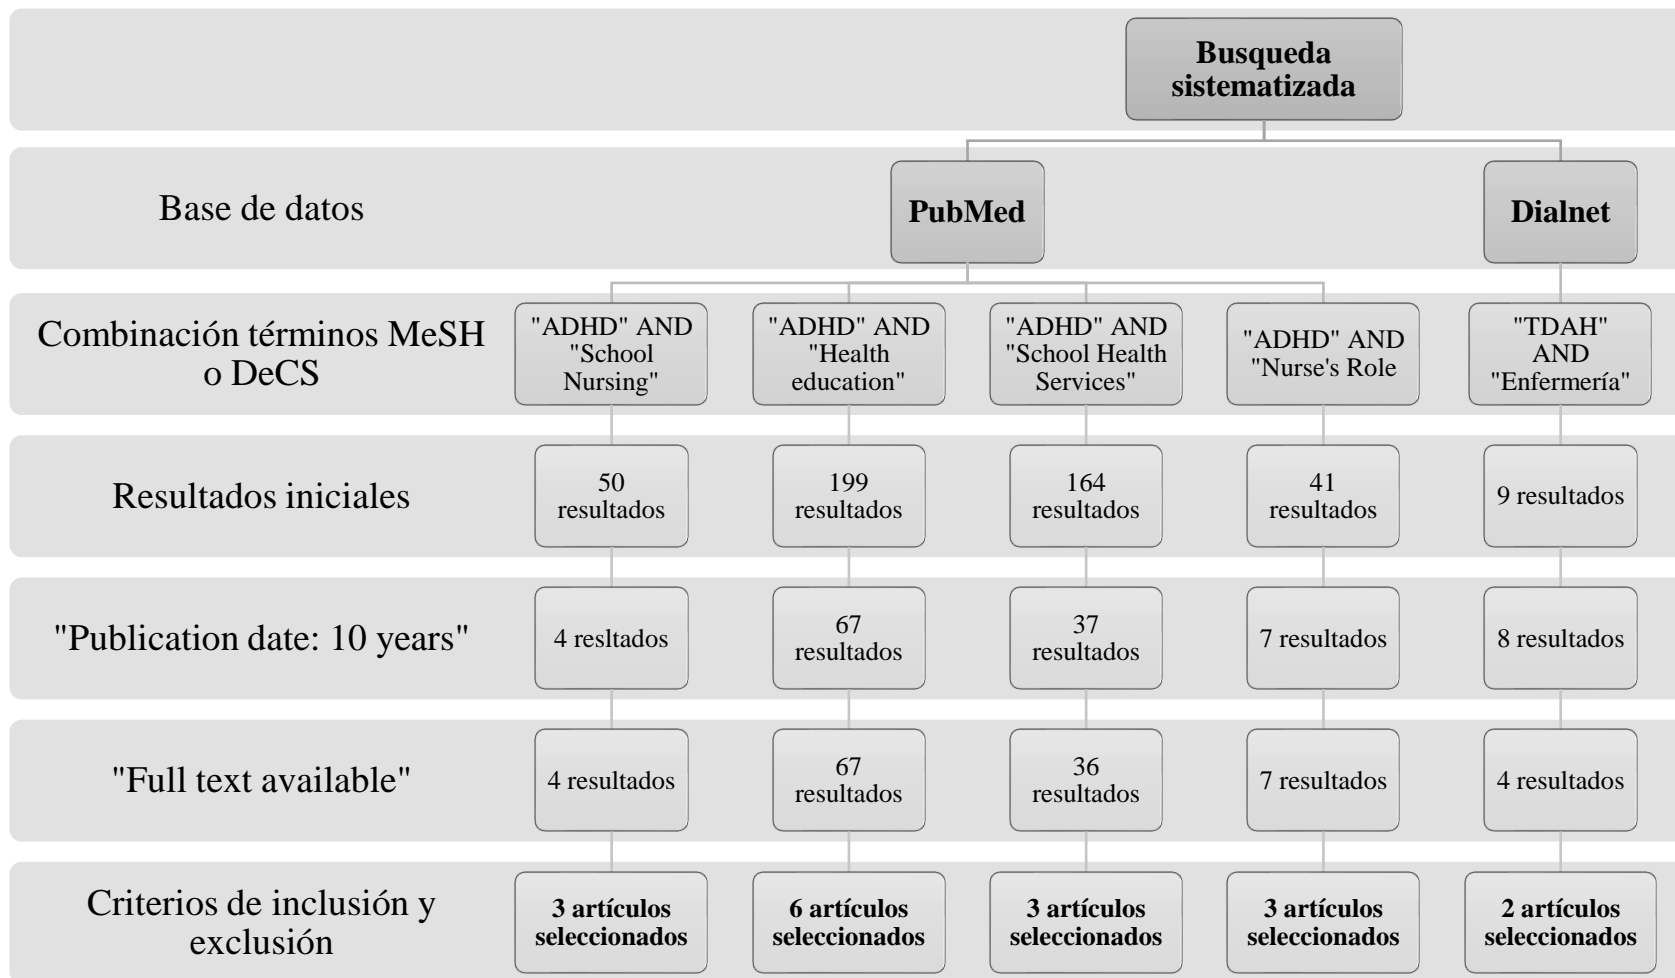 Busqueda
sistematizada
Base de datos
PubMed
Dialnet
Combinación términos MeSH
o DeCS
"ADHD" AND
"School
Nursing"
"ADHD" AND
"Health
education"
"ADHD" AND
"School Health
Services"
"ADHD" AND
"Nurse's Role
"TDAH"
AND
"Enfermería"
Resultados iniciales
50
resultados
199
resultados
164
resultados
41
resultados
9 resultados
"Publication date: 10 years"
4 resltados
67
resultados
37
resultados
7 resultados
8 resultados
"Full text available"
4 resultados
67
resultados
36
resultados
7 resultados
4 resultados
Criterios de inclusión y
exclusión
3 artículos
seleccionados
6 artículos
seleccionados
3 artículos
seleccionados
3 artículos
seleccionados
2 artículos
seleccionados